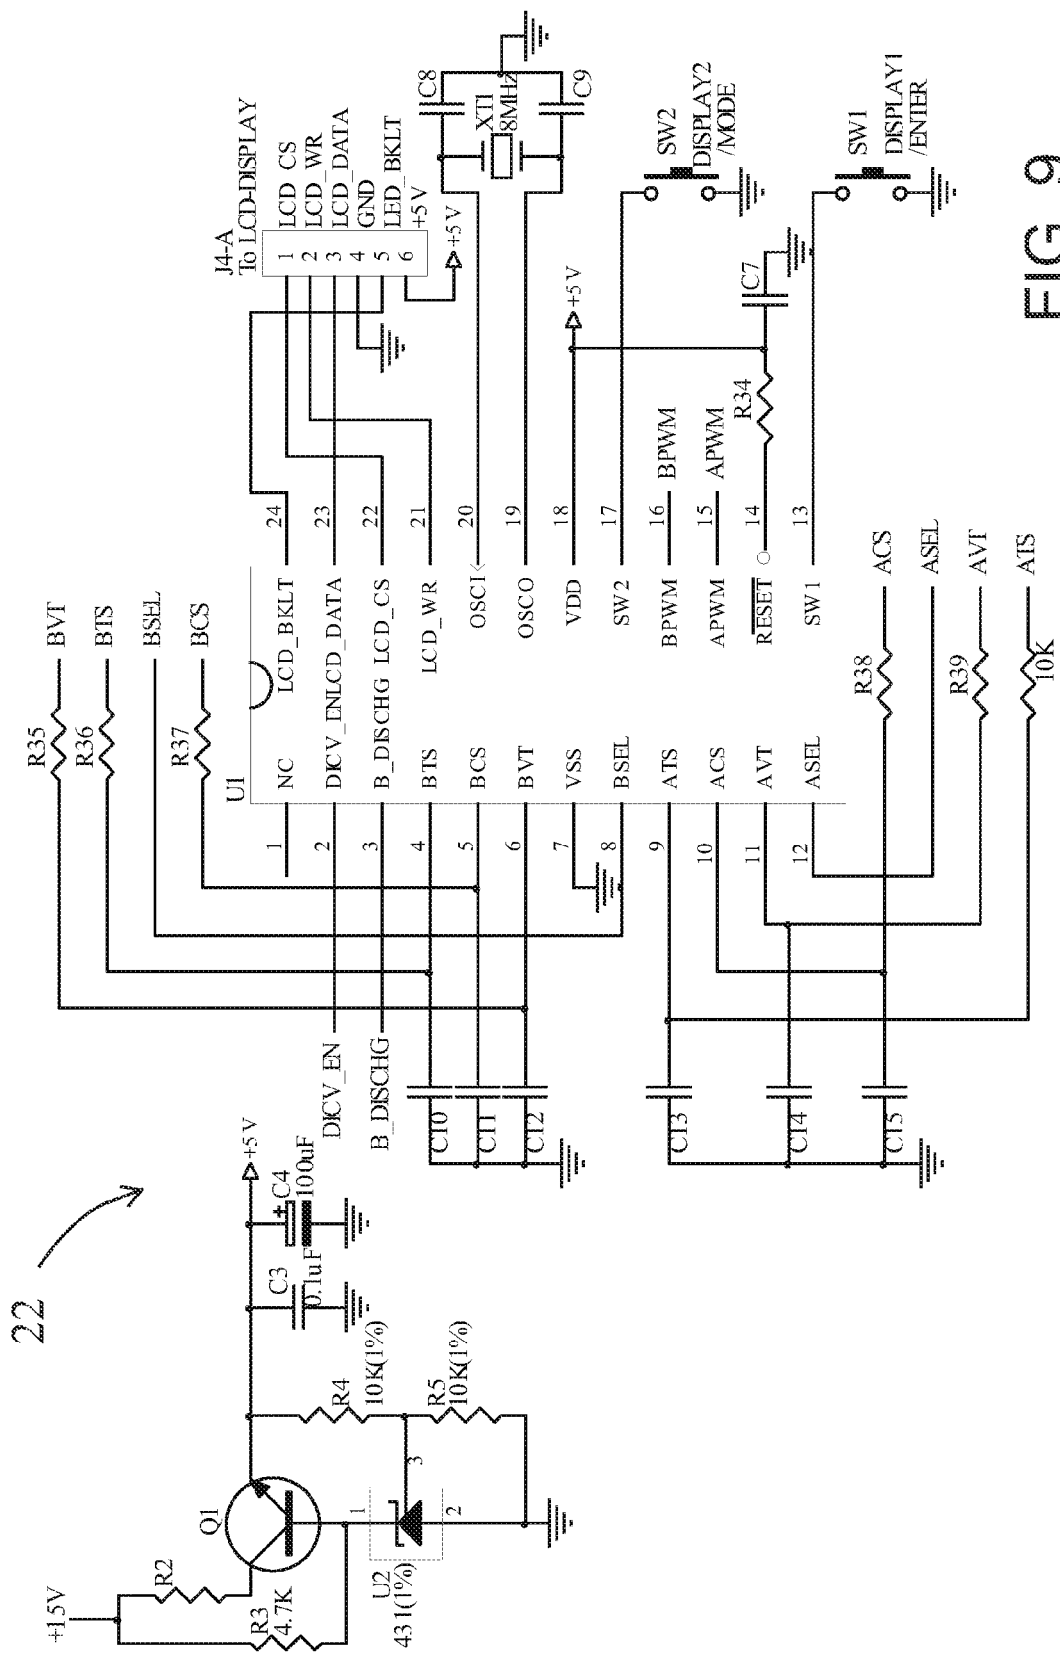 22
+15V
R2
R3
4.7K
Q1
U2
431(1%)
1
2
3
R4
10K(1%)
R5
10K(1%)
C3
0.1uF
C4
100uF
+
+5V
BVT
BTS
BSEL
BCS
R35
R36
R37
U1
NC
DICV_EN
B_DISCHG
BTS
BCS
BVT
VSS
BSEL
ATS
ACS
AVT
ASEL
1
2
3
4
5
6
7
8
9
10
11
12
LCD_BKLT
LCD_DATA
LCD_CS
LCD_WR
OSCI
OSCO
VDD
SW2
BPWM
APWM
RESET
SW1
24
23
22
21
20
19
18
17
16
15
14
13
DICV_EN
B_DISCHG
C10
C11
C12
C13
C14
C15
J4-A
To LCD-DISPLAY
1 LCD_CS
2 LCD_WR
3 LCD_DATA
4 GND
5 LED_BKLT
6 +5V
+5V
C8
XT1
8MHz
C9
+5V
BPWM
APWM
R34
C7
SW2
DISPLAY2
/MODE
SW1
DISPLAY1
/ENTER
ACS
ASEL
AVT
ATS
R38
R39
10K
FIG. 9